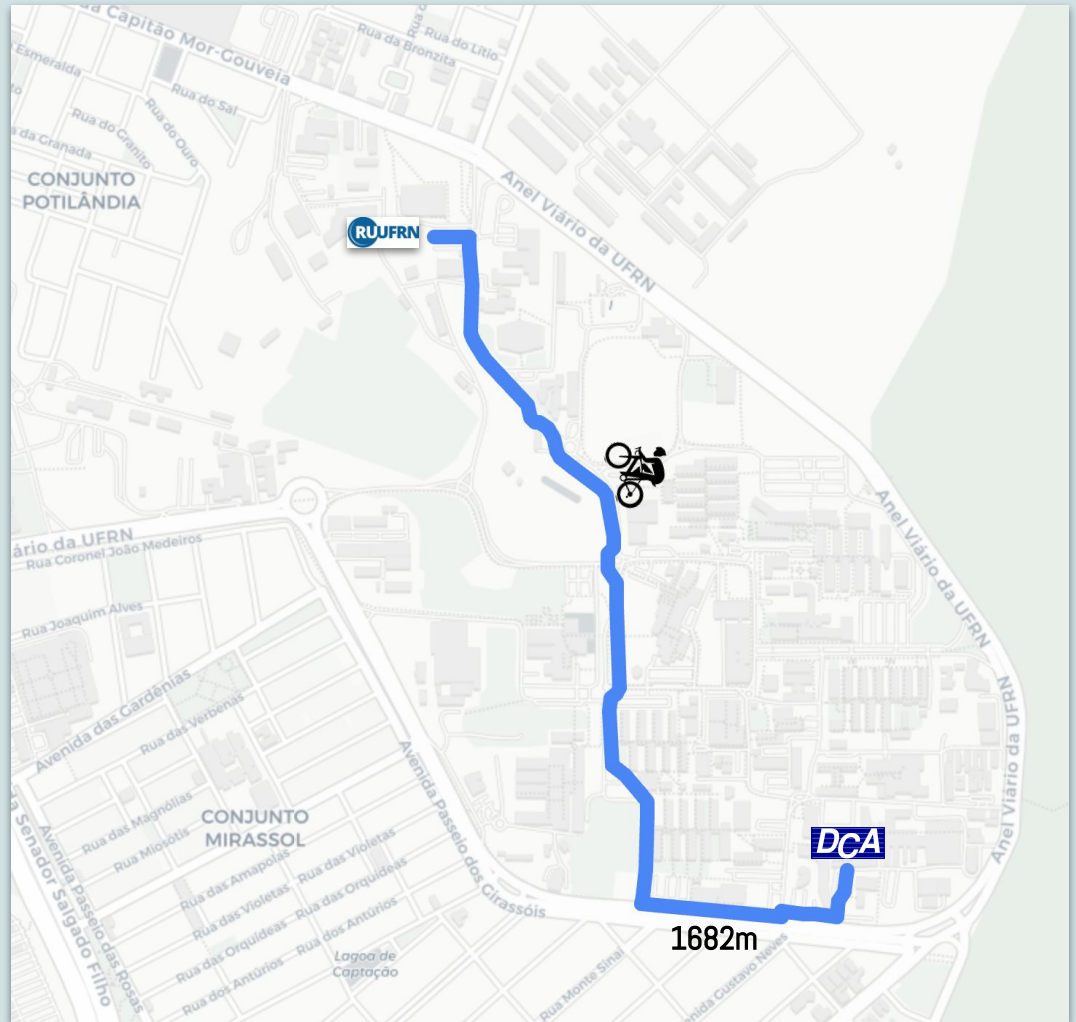 da Capitão Mor-Gouveia
Rua da Bronzita
Rua do Lítio
Esmeralda
Rua do Sal
Rua do Granito
Rua do Ouro
a da Granada
CONJUNTO
POTILÂNDIA
Anel Viário da UFRN
RUUFRN
Anel Viário da UFRN
ário da UFRN
Rua Coronel João Medeiros
Rua Joaquim Alves
Avenida das Gardênias
Rua das Verbenas
Anel Viário da UFRN
Avenida Passeio dos Girassóis
CONJUNTO
MIRASSOL
Rua das Magnólias
Rua Miosótis
Rua das Amapolas
Rua das Violetas
Rua das Violetas
Rua das Orquídeas
Rua das Orquídeas
Rua dos Antúrios
Rua dos Antúrios
Avenida Passeio das Rosas
a Senador Salgado Filho
DCA
1682m
Lagoa de
Captação
Rua Monte Sinai
enida Gustavo Neves